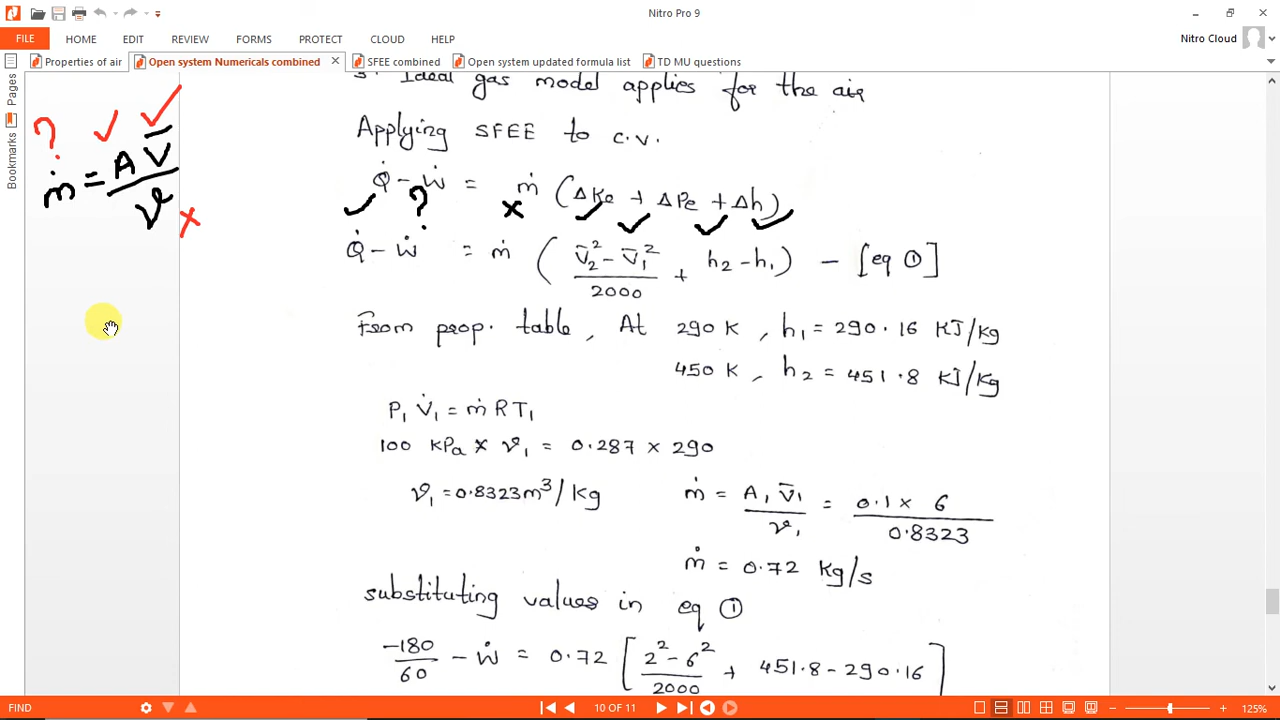 Nitro Pro 9
FILE HOME EDIT REVIEW FORMS PROTECT CLOUD HELP
Nitro Cloud
Properties of air
Open system Numericals combined
SFEE combined
Open system updated formula list
TD MU questions
Pages
Bookmarks
3. Ideal gas model applies for the air
Applying SFEE to c.v.
Q̇ - Ẇ = ṁ (ΔKe + ΔPe + Δh)
Q̇ - Ẇ = ṁ ( (V̄₂² - V̄₁²)/2000 + h₂-h₁) - [eq ①]
From prop. table, At 290 K, h₁ = 290.16 KJ/Kg
450 K, h₂ = 451.8 KJ/Kg
P₁ V̇₁ = ṁ R T₁
100 KPa × v₁ = 0.287 × 290
v₁ = 0.8323 m³/Kg
ṁ = A₁ V̄₁ / v₁ = 0.1 × 6 / 0.8323
ṁ = 0.72 Kg/s
substituting values in eq ①
-180/60 - Ẇ = 0.72 [ (2² - 6²)/2000 + 451.8 - 290.16 ]
? ✓ ✓
ṁ = A V̄ / v ×
✓ ? × ✓ ✓ ✓ ✓
FIND
10 OF 11
125%